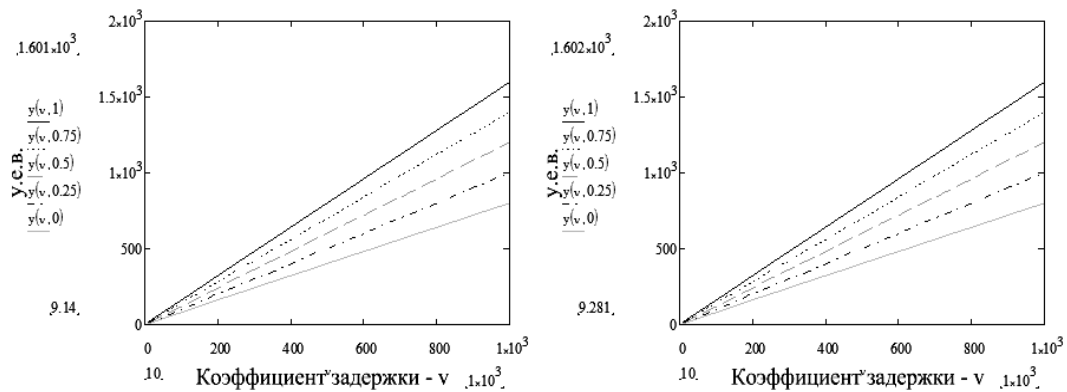 2×10³
1.601×10³
1.5×10³
y(v,1)
y(v,0.75)
y(v,0.5)
y(v,0.25)
y(v,0)
у.е.в.
1×10³
500
9.14
0
0 200 400 600 800 1×10³
10 Коэффициент задержки - v 1×10³
v
2×10³
1.602×10³
1.5×10³
y(v,1)
y(v,0.75)
y(v,0.5)
y(v,0.25)
y(v,0)
у.е.в.
1×10³
500
9.281
0
0 200 400 600 800 1×10³
10 Коэффициент задержки - v 1×10³
v